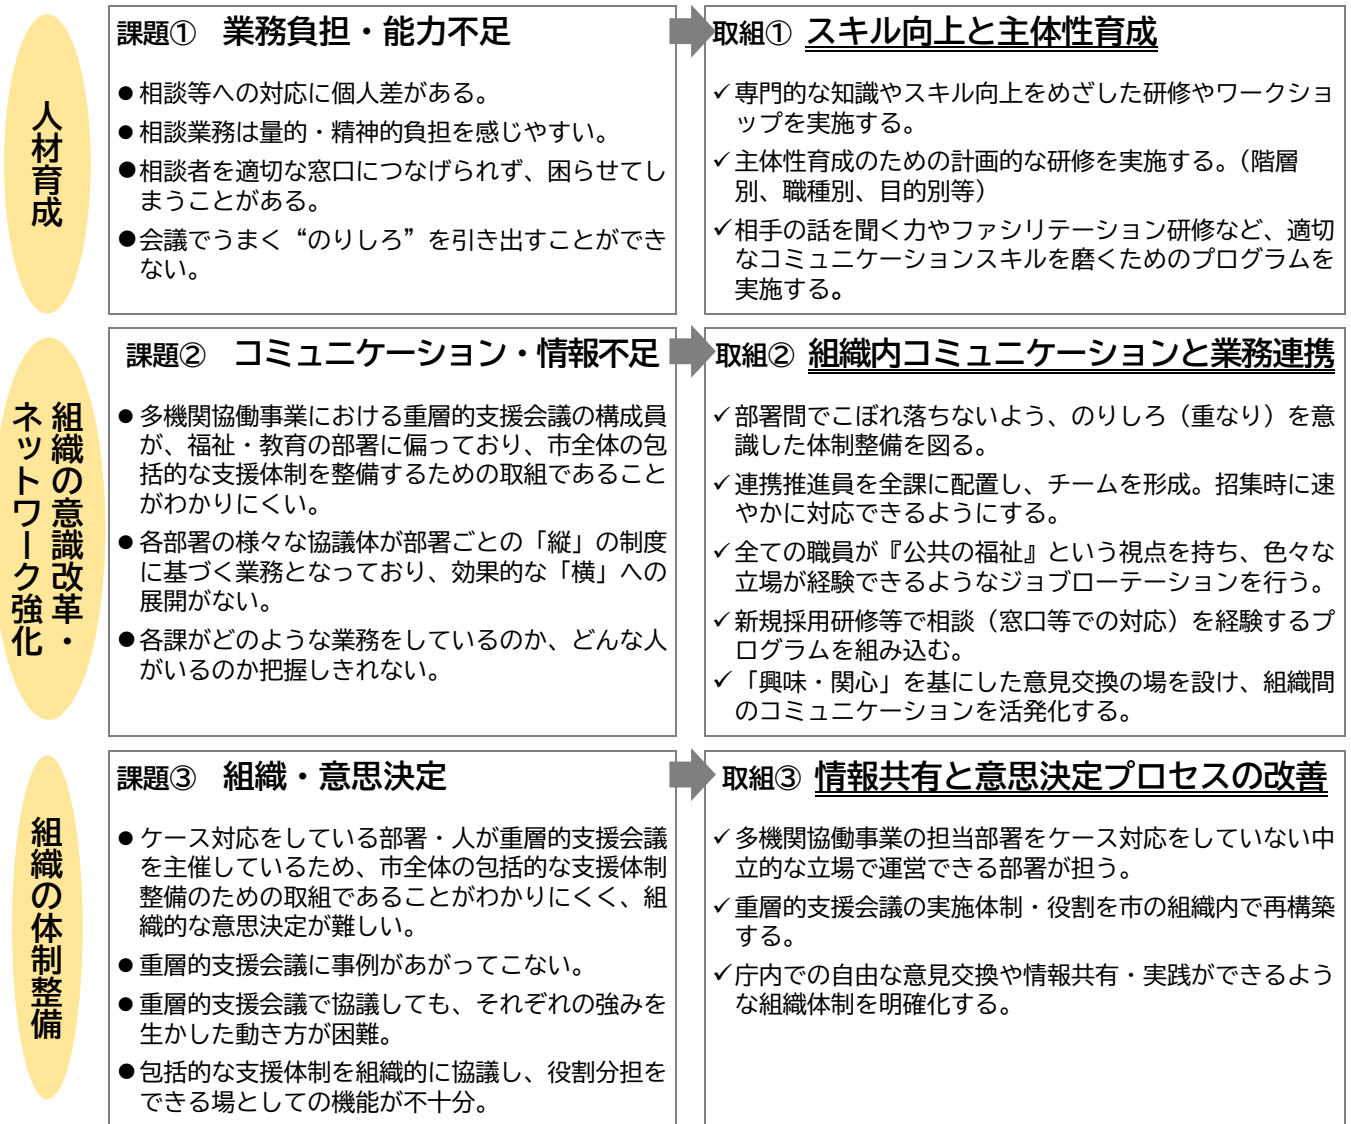 人材育成
課題① 業務負担・能力不足
●相談等への対応に個人差がある。
●相談業務は量的・精神的負担を感じやすい。
●相談者を適切な窓口につなげられず、困らせてし
まうことがある。
●会議でうまく“のりしろ”を引き出すことができ
ない。
取組① スキル向上と主体性育成
✓専門的な知識やスキル向上をめざした研修やワークショ
ップを実施する。
✓主体性育成のための計画的な研修を実施する。（階層
別、職種別、目的別等）
✓相手の話を聞く力やファシリテーション研修など、適切
なコミュニケーションスキルを磨くためのプログラムを
実施する。
組織の意識改革・
ネットワーク強化
課題② コミュニケーション・情報不足
●多機関協働事業における重層的支援会議の構成員
が、福祉・教育の部署に偏っており、市全体の包
括的な支援体制を整備するための取組であること
がわかりにくい。
●各部署の様々な協議体が部署ごとの「縦」の制度
に基づく業務となっており、効果的な「横」への
展開がない。
●各課がどのような業務をしているのか、どんな人
がいるのか把握しきれない。
取組② 組織内コミュニケーションと業務連携
✓部署間でこぼれ落ちないよう、のりしろ（重なり）を意
識した体制整備を図る。
✓連携推進員を全課に配置し、チームを形成。招集時に速
やかに対応できるようにする。
✓全ての職員が『公共の福祉』という視点を持ち、色々な
立場が経験できるようなジョブローテーションを行う。
✓新規採用研修等で相談（窓口等での対応）を経験するプ
ログラムを組み込む。
✓「興味・関心」を基にした意見交換の場を設け、組織間
のコミュニケーションを活発化する。
組織の体制整備
課題③ 組織・意思決定
●ケース対応をしている部署・人が重層的支援会議
を主催しているため、市全体の包括的な支援体制
整備のための取組であることがわかりにくく、組
織的な意思決定が難しい。
●重層的支援会議に事例があがってこない。
●重層的支援会議で協議しても、それぞれの強みを
生かした動き方が困難。
●包括的な支援体制を組織的に協議し、役割分担を
できる場としての機能が不十分。
取組③ 情報共有と意思決定プロセスの改善
✓多機関協働事業の担当部署をケース対応をしていない中
立的な立場で運営できる部署が担う。
✓重層的支援会議の実施体制・役割を市の組織内で再構築
する。
✓庁内での自由な意見交換や情報共有・実践ができるよう
な組織体制を明確化する。